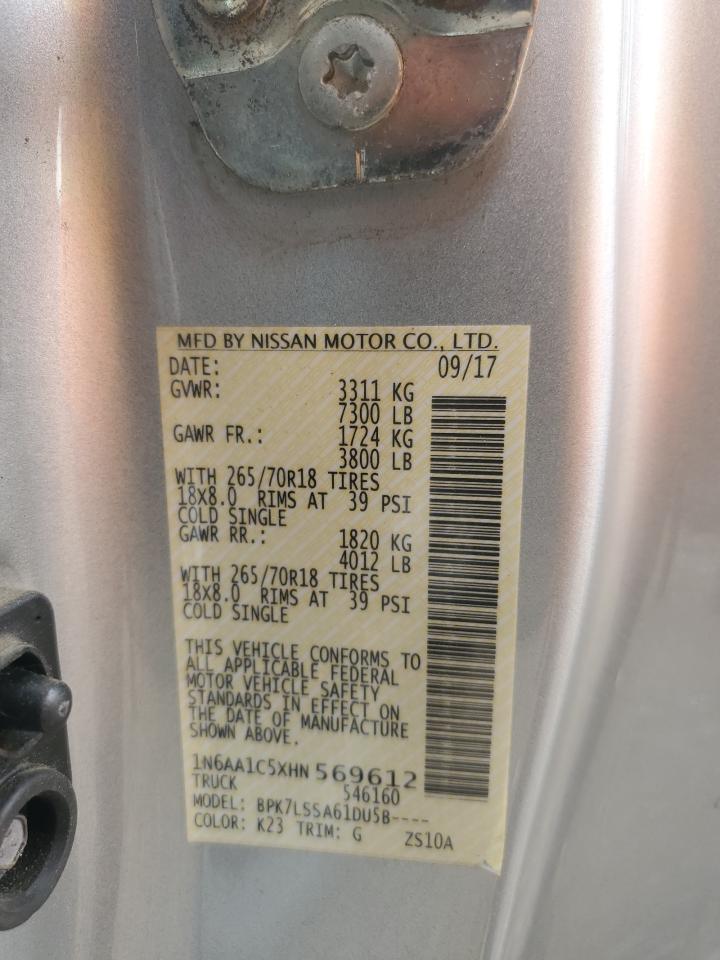 MFD BY NISSAN MOTOR CO., LTD.
DATE: 09/17
GVWR: 3311 KG
7300 LB
GAWR FR.: 1724 KG
3800 LB
WITH 265/70R18 TIRES
18X8.0 RIMS AT 39 PSI
COLD SINGLE
GAWR RR.: 1820 KG
4012 LB
WITH 265/70R18 TIRES
18X8.0 RIMS AT 39 PSI
COLD SINGLE
THIS VEHICLE CONFORMS TO
ALL APPLICABLE FEDERAL
MOTOR VEHICLE SAFETY
STANDARDS IN EFFECT ON
THE DATE OF MANUFACTURE
SHOWN ABOVE.
1N6AA1C5XHN 569612
TRUCK 546160
MODEL: BPK7LSSA61DU5B----
COLOR: K23 TRIM: G ZS10A